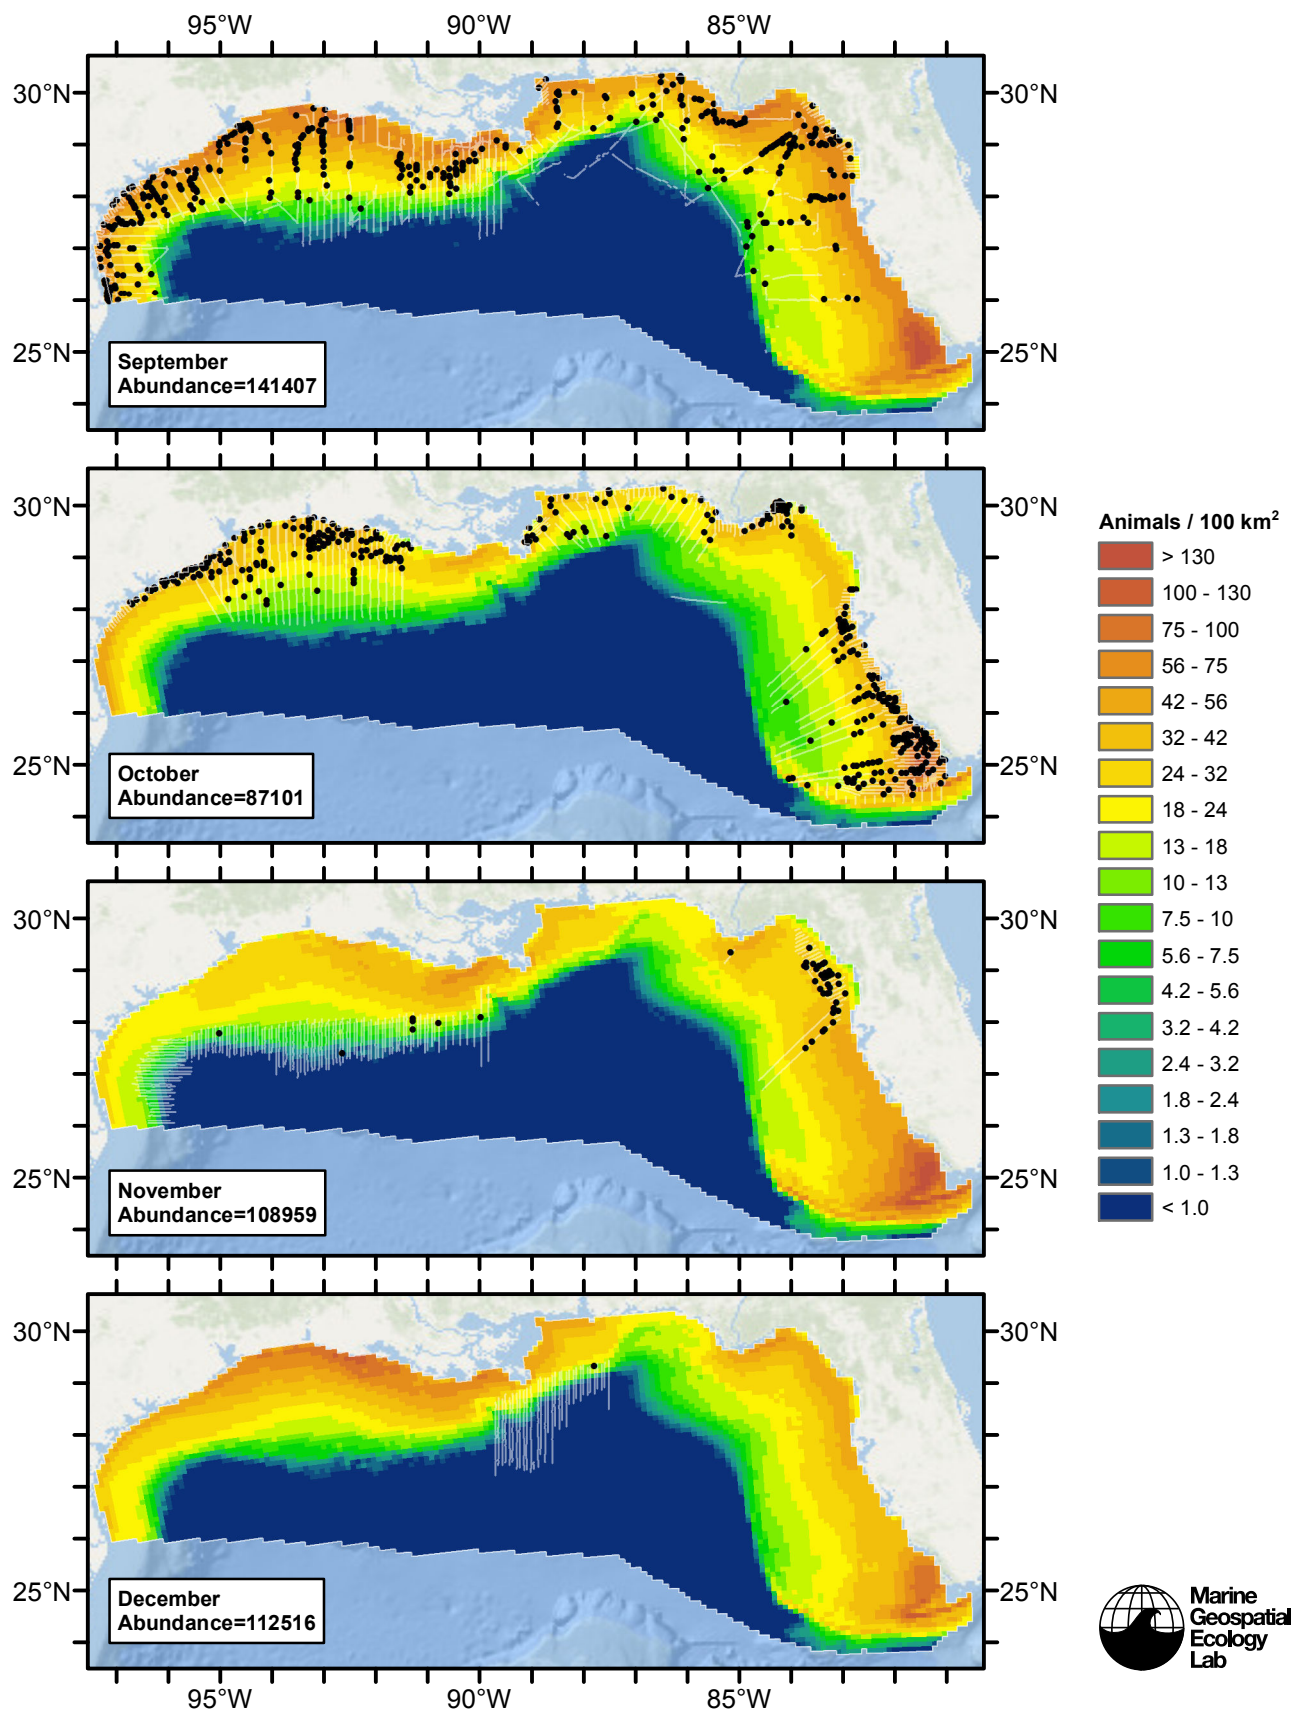 95°W 90°W 85°W
30°N 30°N
25°N 25°N
September
Abundance=141407
30°N 30°N
25°N 25°N
October
Abundance=87101
Animals / 100 km²
> 130
100 - 130
75 - 100
56 - 75
42 - 56
32 - 42
24 - 32
18 - 24
13 - 18
10 - 13
7.5 - 10
5.6 - 7.5
4.2 - 5.6
3.2 - 4.2
2.4 - 3.2
1.8 - 2.4
1.3 - 1.8
1.0 - 1.3
< 1.0
30°N 30°N
25°N 25°N
November
Abundance=108959
30°N 30°N
25°N 25°N
December
Abundance=112516
95°W 90°W 85°W
Marine
Geospatial
Ecology
Lab